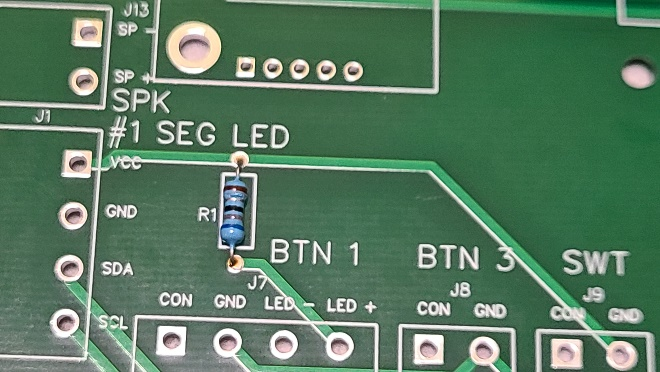 J13
SP -
SP +
SPK
J1
#1 SEG LED
VCC
GND
R1
BTN 1
BTN 3
SWT
SDA
J7
J8
J9
CON GND LED - LED +
CON GND
CON GND
SCL